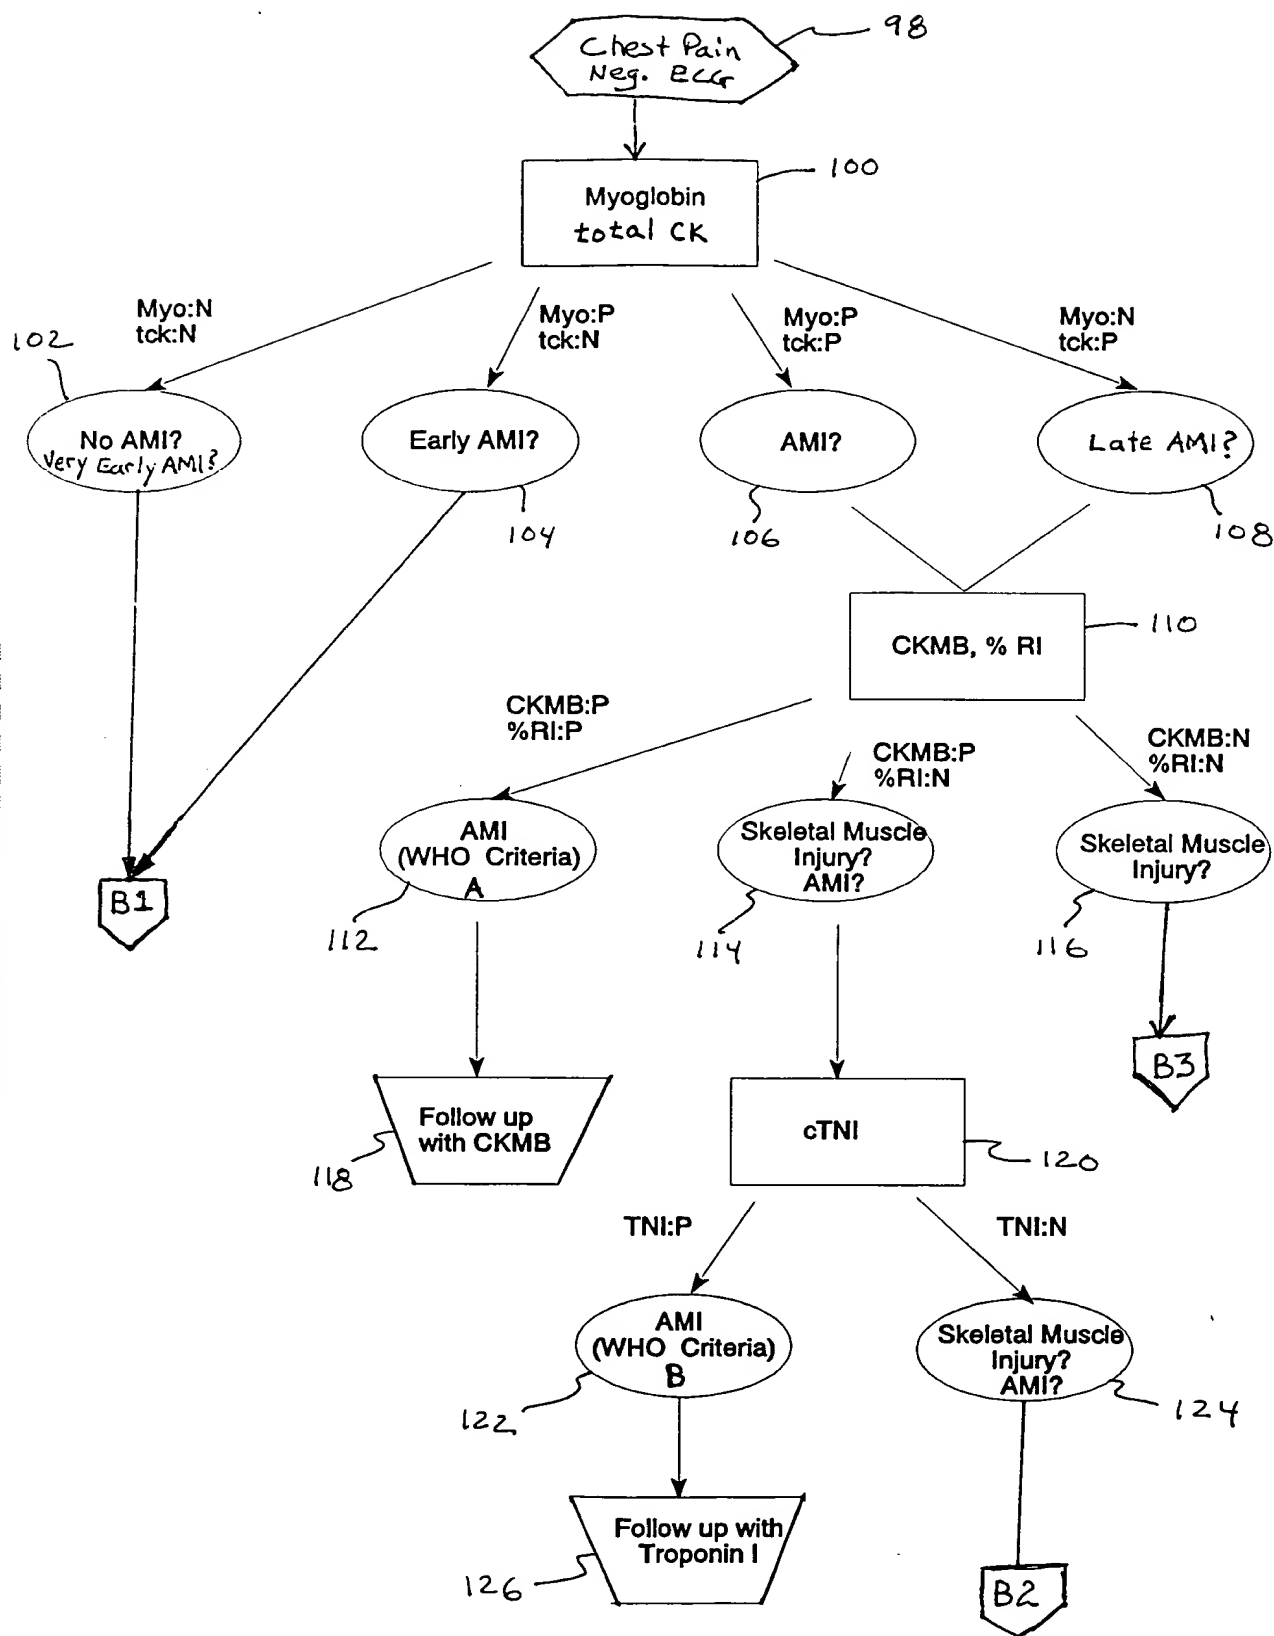 Chest Pain
Neg. ECG
98
Myoglobin
total CK
100
Myo:N
tck:N
Myo:P
tck:N
Myo:P
tck:P
Myo:N
tck:P
102
No AMI?
Very Early AMI?
Early AMI?
AMI?
Late AMI?
104
106
108
CKMB, % RI
110
CKMB:P
%RI:P
CKMB:P
%RI:N
CKMB:N
%RI:N
AMI
(WHO Criteria)
A
Skeletal Muscle
Injury?
AMI?
Skeletal Muscle
Injury?
B1
112
114
116
B3
Follow up
with CKMB
118
cTNI
120
TNI:P
TNI:N
AMI
(WHO Criteria)
B
Skeletal Muscle
Injury?
AMI?
122
124
Follow up with
Troponin I
126
B2